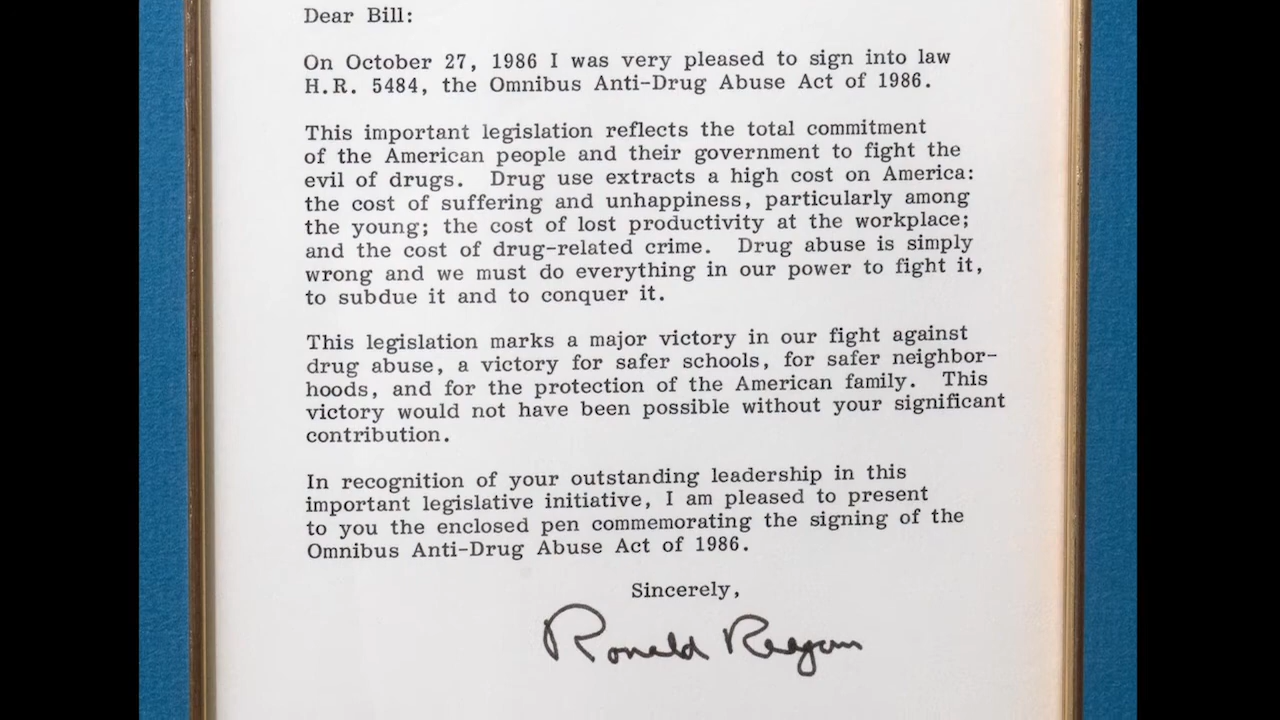 Dear Bill:
On October 27, 1986 I was very pleased to sign into law
H.R. 5484, the Omnibus Anti-Drug Abuse Act of 1986.
This important legislation reflects the total commitment
of the American people and their government to fight the
evil of drugs. Drug use extracts a high cost on America:
the cost of suffering and unhappiness, particularly among
the young; the cost of lost productivity at the workplace;
and the cost of drug-related crime. Drug abuse is simply
wrong and we must do everything in our power to fight it,
to subdue it and to conquer it.
This legislation marks a major victory in our fight against
drug abuse, a victory for safer schools, for safer neighbor-
hoods, and for the protection of the American family. This
victory would not have been possible without your significant
contribution.
In recognition of your outstanding leadership in this
important legislative initiative, I am pleased to present
to you the enclosed pen commemorating the signing of the
Omnibus Anti-Drug Abuse Act of 1986.
Sincerely,
Ronald Reagan